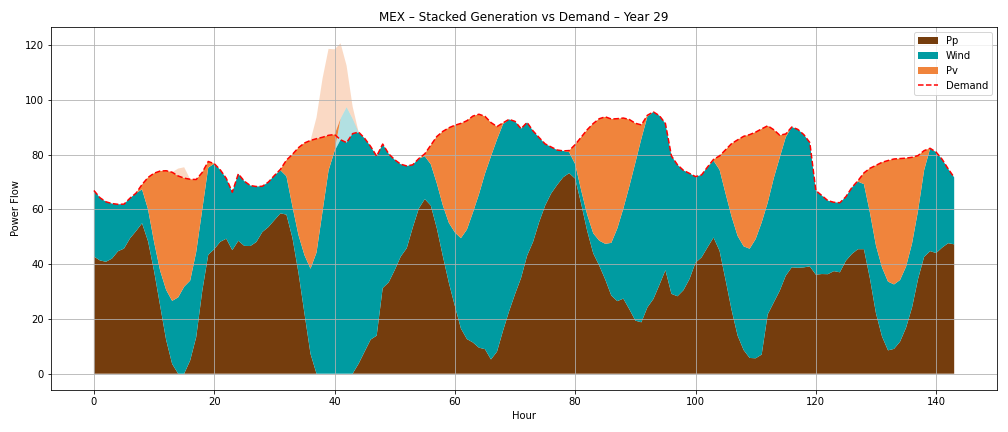 MEX – Stacked Generation vs Demand – Year 29
Pp
Wind
Pv
Demand
Power Flow
120
100
80
60
40
20
0
0 20 40 60 80 100 120 140
Hour